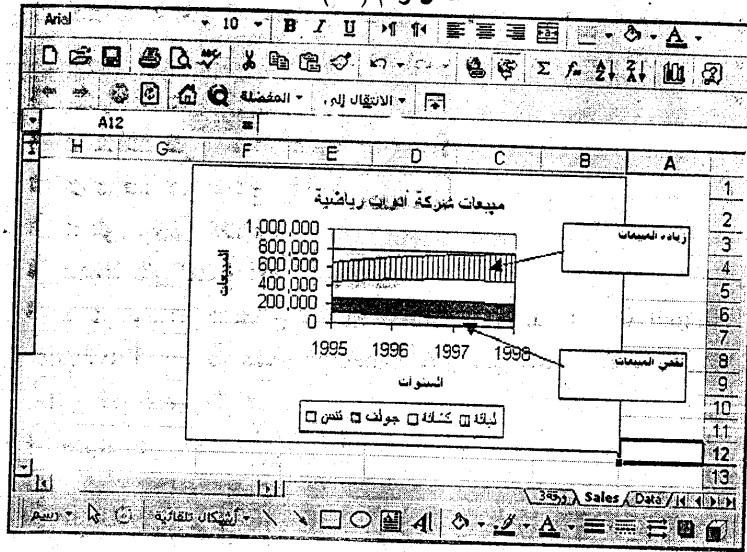 Arial 10 B I U
الانتقال إلى المفضلة
A12 =
H G F E D C B A
1
2
3
4
5
6
7
8
9
10
11
12
13
مبيعات شركة أدوات رياضية
زيادة المبيعات
المبيعات
1,000,000
800,000
600,000
400,000
200,000
0
1995 1996 1997 1998
نقص المبيعات
السنوات
لياقة كشافة جولف تنس
Data Sales ورقة3
رسم أشكال تلقائية